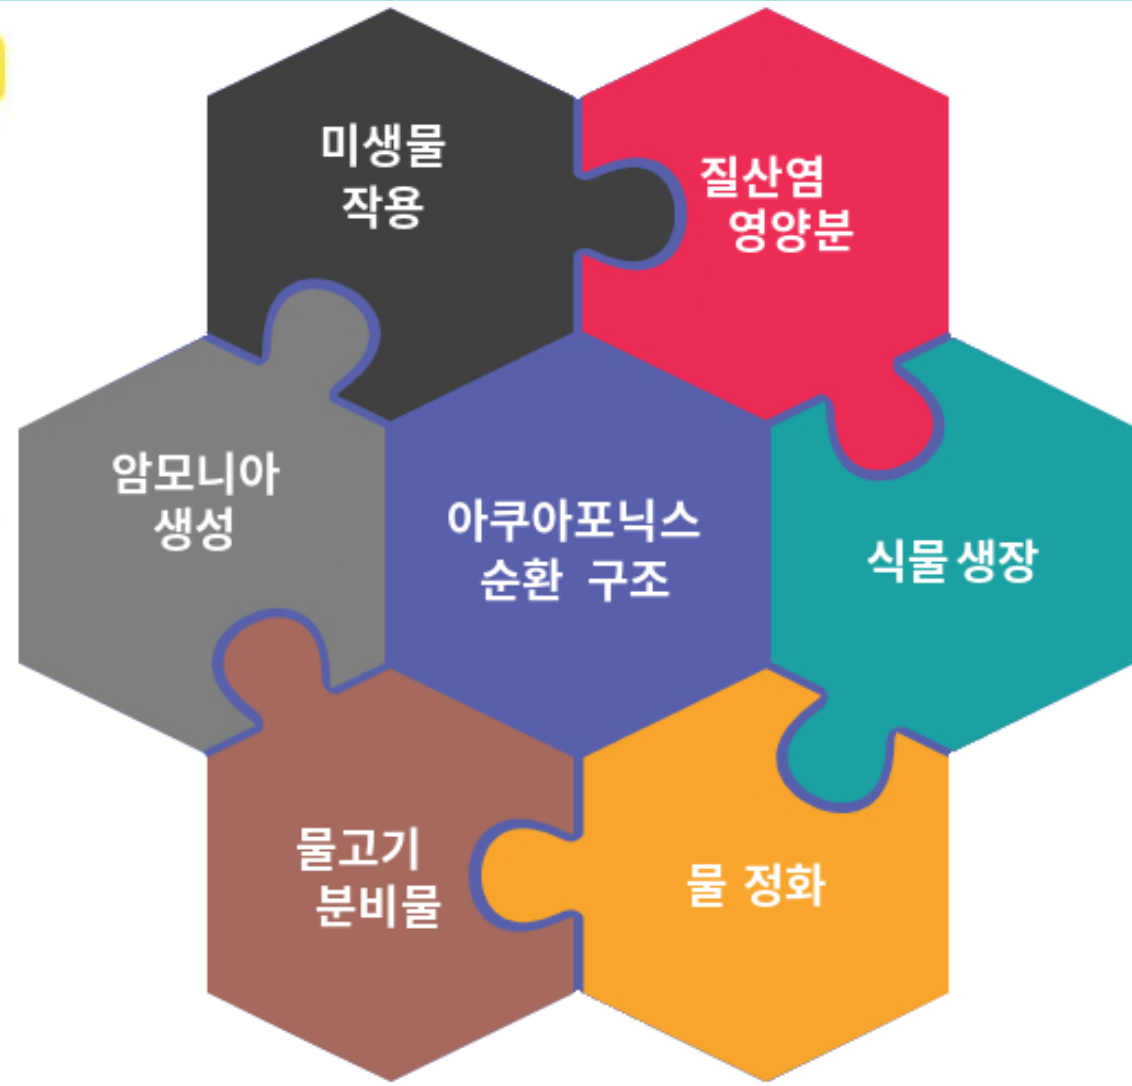 미생물
작용
질산염
영양분
암모니아
생성
아쿠아포닉스
순환 구조
식물 생장
물고기
분비물
물 정화